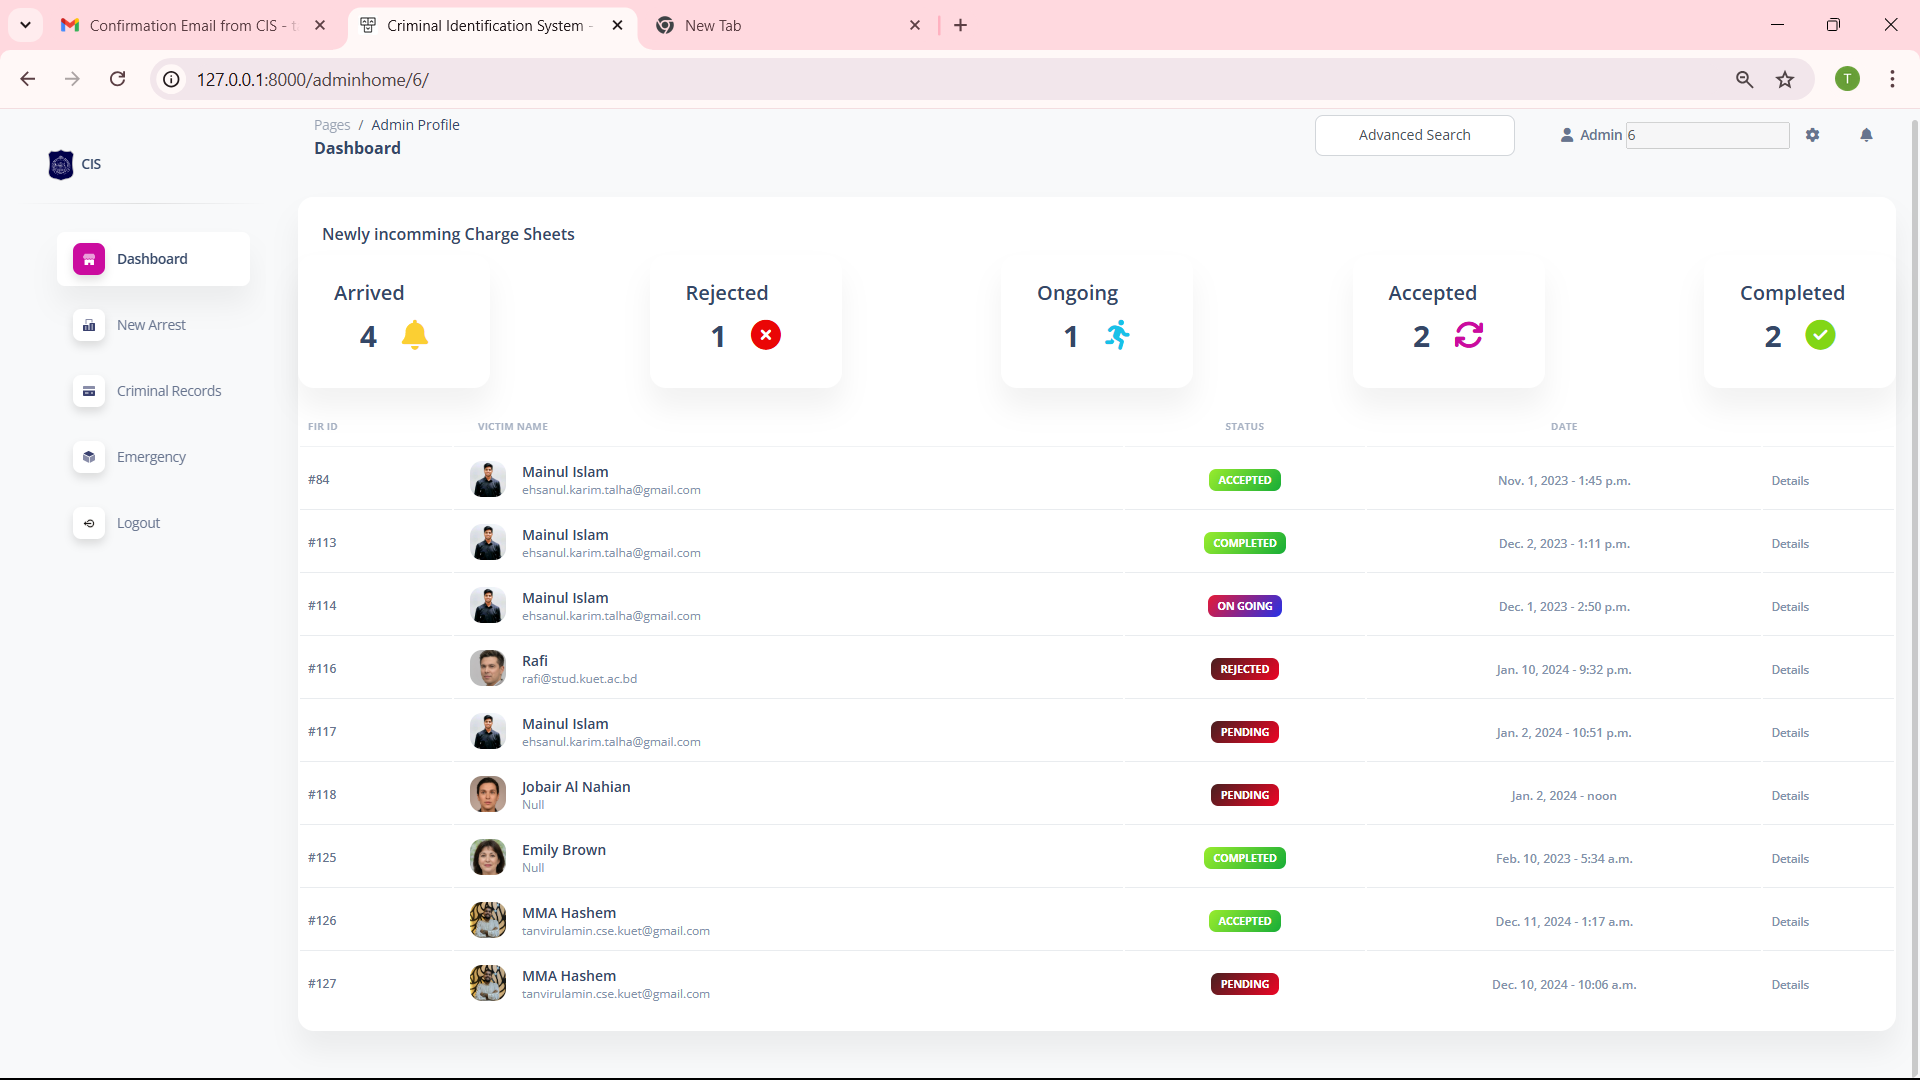 Confirmation Email from CIS - t
Criminal Identification System -
New Tab
127.0.0.1:8000/adminhome/6/
T
Pages / Admin Profile
Dashboard
Advanced Search
Admin 6
CIS
Dashboard
New Arrest
Criminal Records
Emergency
Logout
Newly incomming Charge Sheets
Arrived
4
Rejected
1
Ongoing
1
Accepted
2
Completed
2
FIR ID VICTIM NAME STATUS DATE
#84 Mainul Islam ACCEPTED Nov. 1, 2023 - 1:45 p.m. Details
ehsanul.karim.talha@gmail.com
#113 Mainul Islam COMPLETED Dec. 2, 2023 - 1:11 p.m. Details
ehsanul.karim.talha@gmail.com
#114 Mainul Islam ON GOING Dec. 1, 2023 - 2:50 p.m. Details
ehsanul.karim.talha@gmail.com
#116 Rafi REJECTED Jan. 10, 2024 - 9:32 p.m. Details
rafi@stud.kuet.ac.bd
#117 Mainul Islam PENDING Jan. 2, 2024 - 10:51 p.m. Details
ehsanul.karim.talha@gmail.com
#118 Jobair Al Nahian PENDING Jan. 2, 2024 - noon Details
Null
#125 Emily Brown COMPLETED Feb. 10, 2023 - 5:34 a.m. Details
Null
#126 MMA Hashem ACCEPTED Dec. 11, 2024 - 1:17 a.m. Details
tanvirulamin.cse.kuet@gmail.com
#127 MMA Hashem PENDING Dec. 10, 2024 - 10:06 a.m. Details
tanvirulamin.cse.kuet@gmail.com